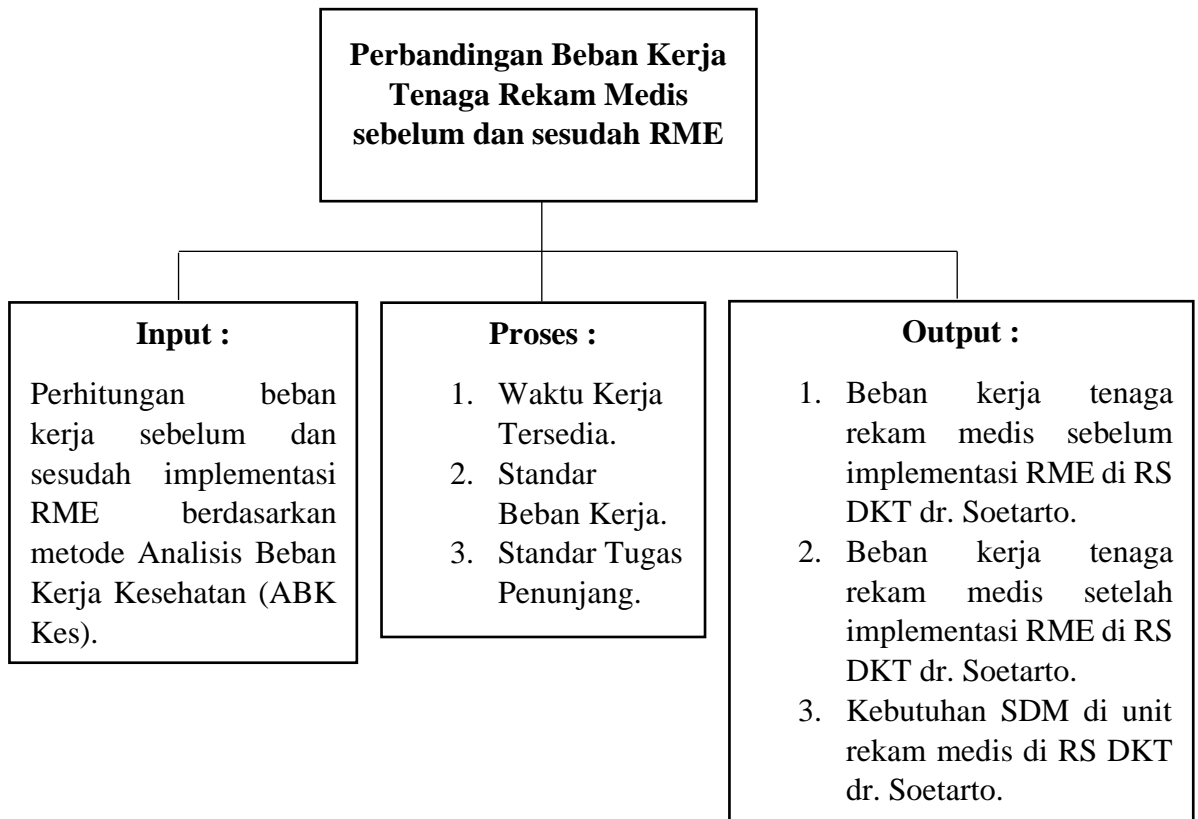 Perbandingan Beban Kerja
Tenaga Rekam Medis
sebelum dan sesudah RME
Input :
Perhitungan beban
kerja sebelum dan
sesudah implementasi
RME berdasarkan
metode Analisis Beban
Kerja Kesehatan (ABK
Kes).
Proses :
1. Waktu Kerja
Tersedia.
2. Standar
Beban Kerja.
3. Standar Tugas
Penunjang.
Output :
1. Beban kerja tenaga
rekam medis sebelum
implementasi RME di RS
DKT dr. Soetarto.
2. Beban kerja tenaga
rekam medis setelah
implementasi RME di RS
DKT dr. Soetarto.
3. Kebutuhan SDM di unit
rekam medis di RS DKT
dr. Soetarto.